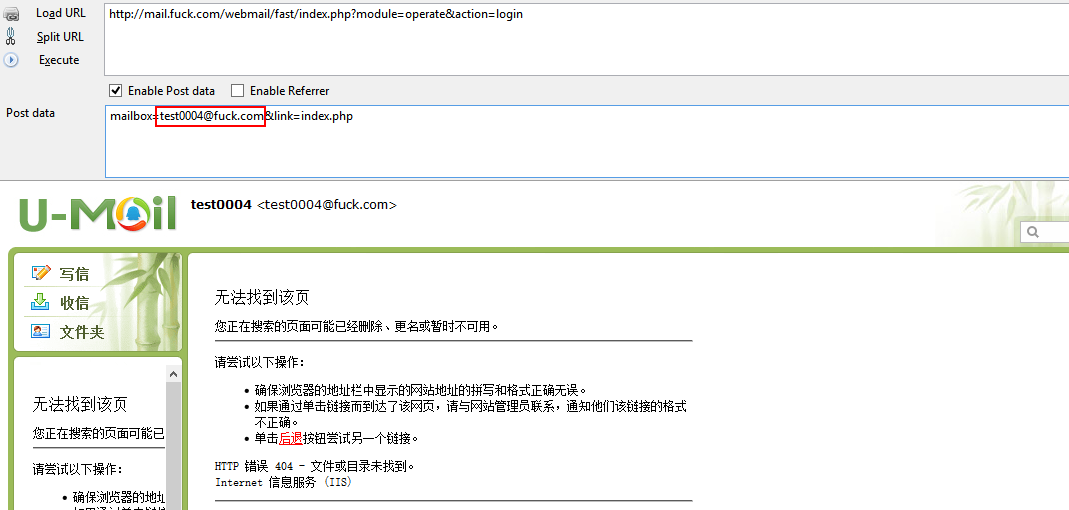 Load URL
http://mail.fuck.com/webmail/fast/index.php?module=operate&action=login
Split URL
Execute
Enable Post data Enable Referrer
Post data
mailbox=test0004@fuck.com&link=index.php
U-Mail test0004 <test0004@fuck.com>
写信
收信
文件夹
无法找到该页
您正在搜索的页面可能已经删除、更名或暂时不可用。
请尝试以下操作:
确保浏览器的地址栏中显示的网站地址的拼写和格式正确无误。
如果通过单击链接而到达了该网页，请与网站管理员联系，通知他们该链接的格式
不正确。
单击后退按钮尝试另一个链接。
HTTP 错误 404 - 文件或目录未找到。
Internet 信息服务 (IIS)
无法找到该页
您正在搜索的页面可能已
请尝试以下操作:
确保浏览器的地址